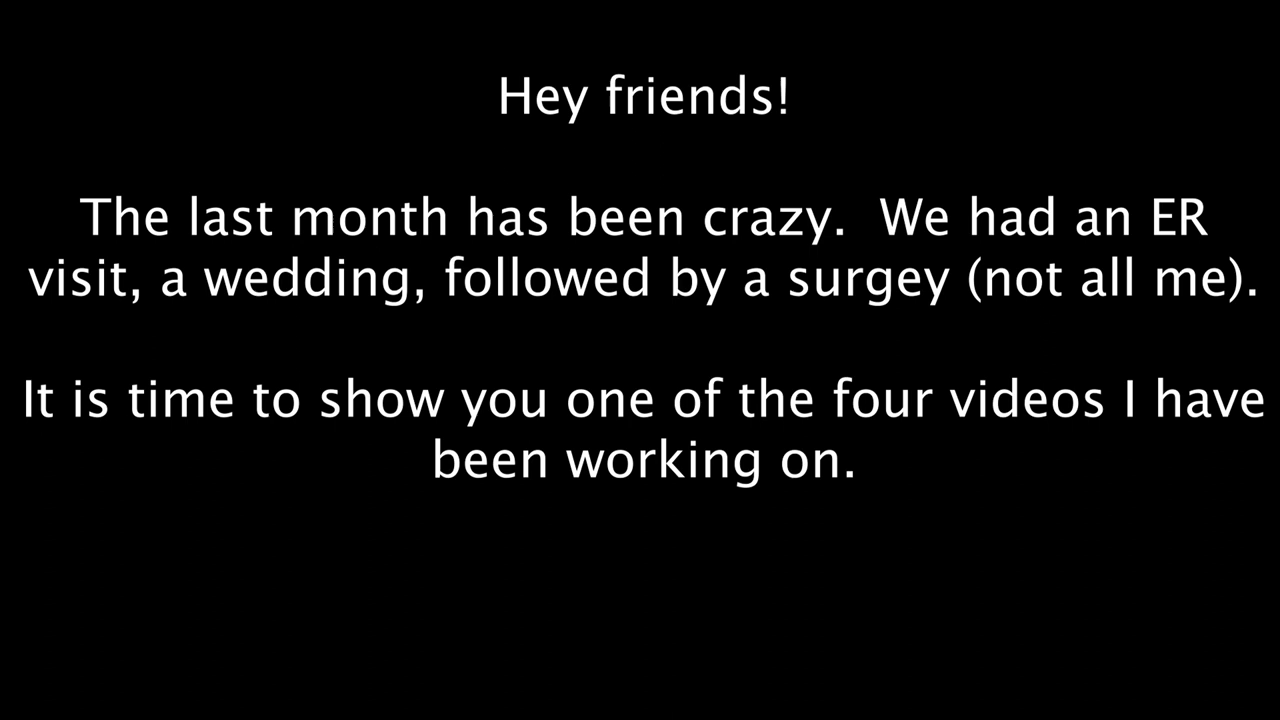 Hey friends!
The last month has been crazy.  We had an ER
visit, a wedding, followed by a surgey (not all me).
It is time to show you one of the four videos I have
been working on.